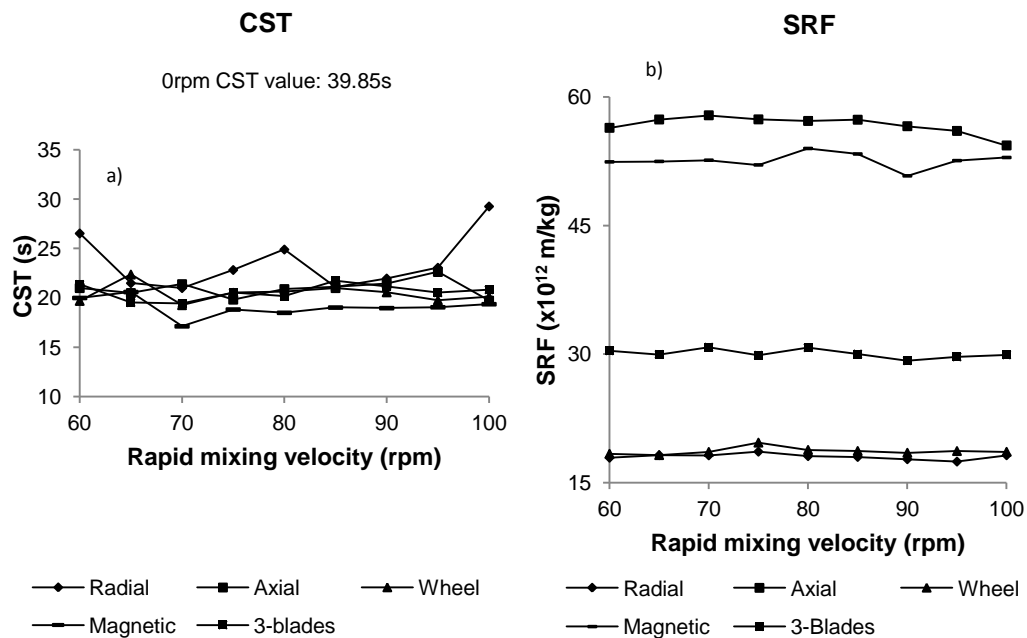 CST
0rpm CST value: 39.85s
a)
35
30
25
20
15
10
CST (s)
60 70 80 90 100
Rapid mixing velocity (rpm)
Radial Axial Wheel
Magnetic 3-blades
SRF
b)
60
45
30
15
SRF (x10¹² m/kg)
60 70 80 90 100
Rapid mixing velocity (rpm)
Radial Axial Wheel
Magnetic 3-Blades